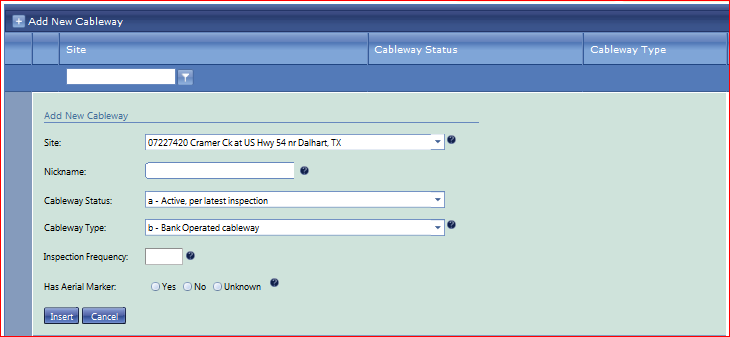 Add New Cableway
Site Cableway Status Cableway Type
Add New Cableway
Site: 07227420 Cramer Ck at US Hwy 54 nr Dalhart, TX
Nickname:
Cableway Status: a - Active, per latest inspection
Cableway Type: b - Bank Operated cableway
Inspection Frequency:
Has Aerial Marker: Yes No Unknown
Insert Cancel